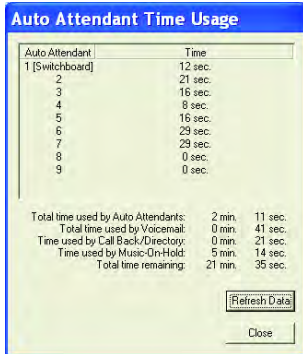 Auto Attendant Time Usage
Auto Attendant Time
1 [Switchboard] 12 sec.
2 21 sec.
3 16 sec.
4 8 sec.
5 16 sec.
6 29 sec.
7 29 sec.
8 0 sec.
9 0 sec.
Total time used by Auto Attendants: 2 min. 11 sec.
Total time used by Voicemail: 0 min. 41 sec.
Time used by Call Back/Directory: 0 min. 21 sec.
Time used by Music-On-Hold: 5 min. 14 sec.
Total time remaining: 21 min. 35 sec.
Refresh Data
Close